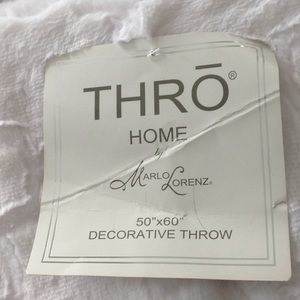 THRŌ®
HOME
by
MARLO LORENZ®
50"x60"
DECORATIVE THROW